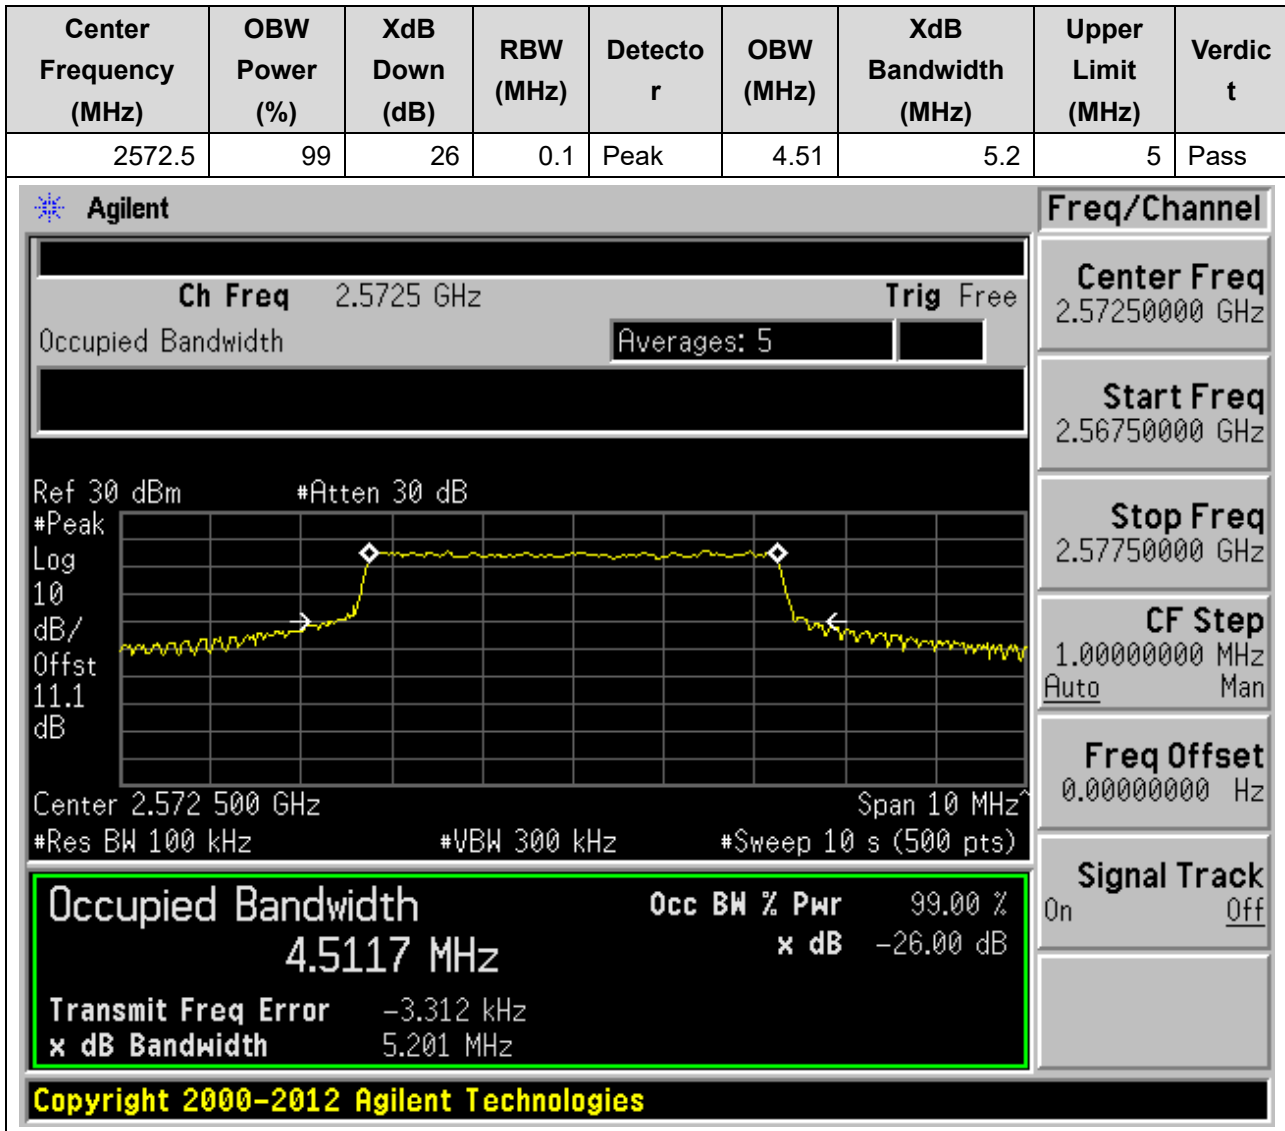 Center Frequency (MHz) OBW Power (%) XdB Down (dB) RBW (MHz) Detecto r OBW (MHz) XdB Bandwidth (MHz) Upper Limit (MHz) Verdic t
2572.5 99 26 0.1 Peak 4.51 5.2 5 Pass
Agilent
Freq/Channel
Ch Freq 2.5725 GHz Trig Free
Occupied Bandwidth Averages: 5
Center Freq
2.57250000 GHz
Start Freq
2.56750000 GHz
Stop Freq
2.57750000 GHz
CF Step
1.00000000 MHz
Auto Man
Freq Offset
0.00000000 Hz
Signal Track
On Off
Ref 30 dBm #Atten 30 dB
#Peak
Log
10
dB/
Offst
11.1
dB
Center 2.572 500 GHz Span 10 MHz^
#Res BW 100 kHz #VBW 300 kHz #Sweep 10 s (500 pts)
Occupied Bandwidth Occ BW % Pwr 99.00 %
4.5117 MHz x dB -26.00 dB
Transmit Freq Error -3.312 kHz
x dB Bandwidth 5.201 MHz
Copyright 2000-2012 Agilent Technologies